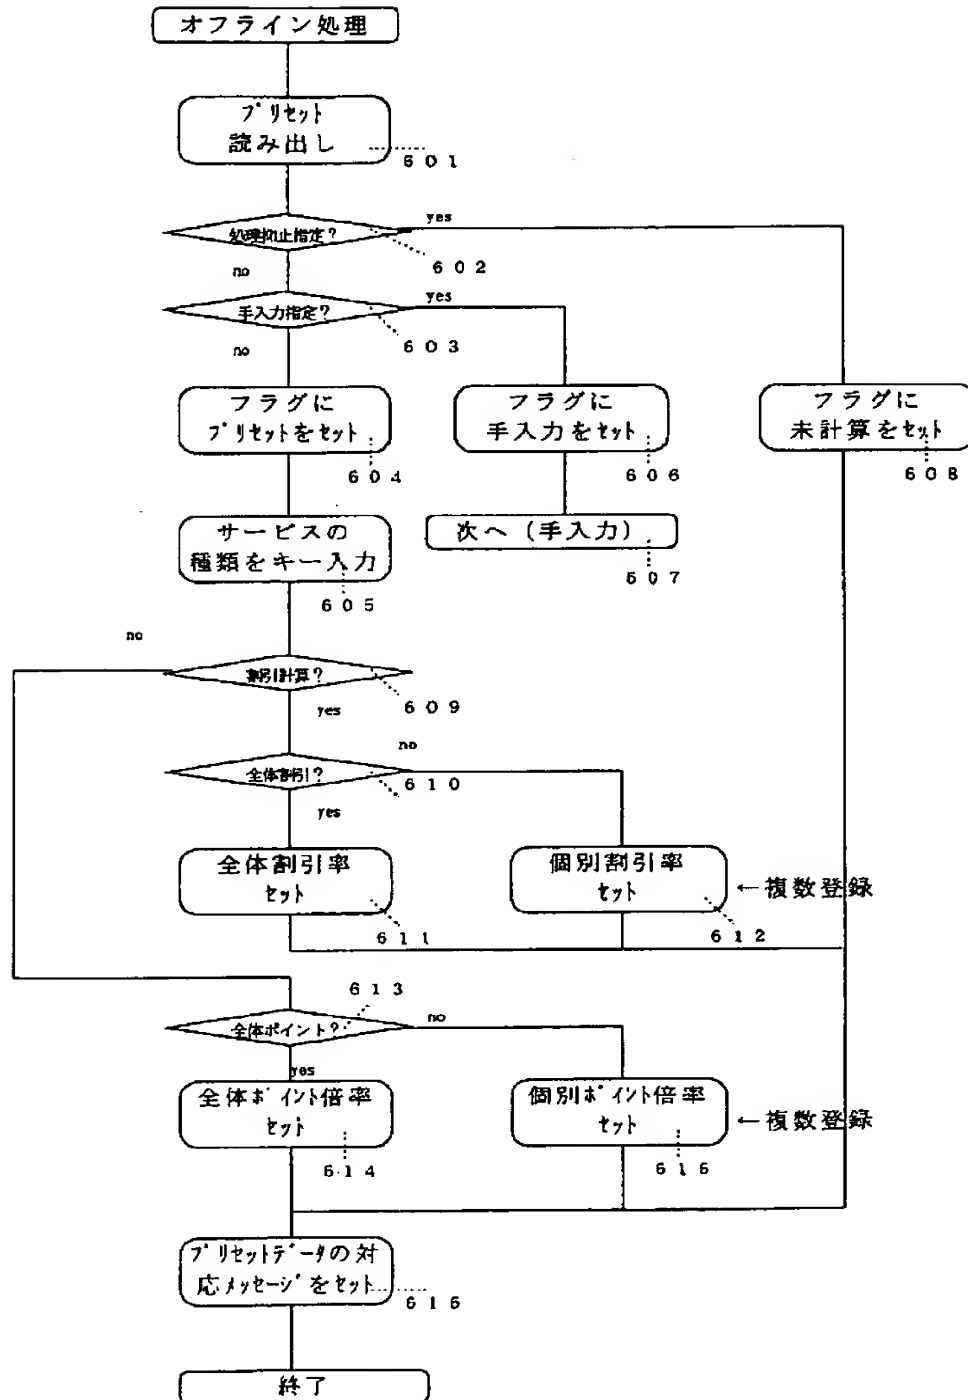 オフライン処理
プリセット
読み出し
601
処理抑止指定?
yes
602
no
手入力指定?
yes
603
no
フラグに
プリセットをセット
604
フラグに
手入力をセット
606
フラグに
未計算をセット
608
サービスの
種類をキー入力
605
次へ(手入力)
607
no
割引計算?
609
yes
no
全体割引?
610
yes
全体割引率
セット
611
個別割引率
セット
612
←複数登録
613
全体ポイント?
no
yes
全体ポイント倍率
セット
614
個別ポイント倍率
セット
615
←複数登録
プリセットデータの対
応メッセージをセット
616
終了